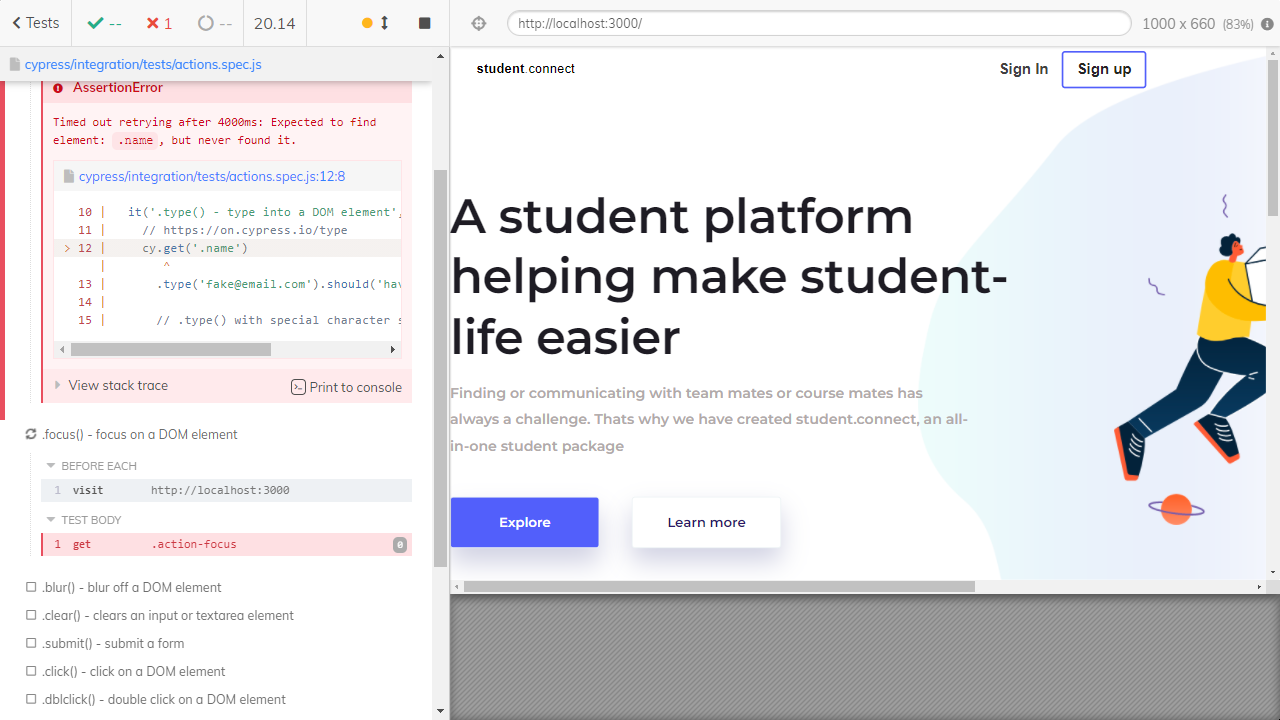 Tests
--
1
--
20.14
http://localhost:3000/
1000 x 660 (83%)
cypress/integration/tests/actions.spec.js
AssertionError
Timed out retrying after 4000ms: Expected to find
element: .name, but never found it.
cypress/integration/tests/actions.spec.js:12:8
10 | it('.type() - type into a DOM element',
11 | // https://on.cypress.io/type
> 12 | cy.get('.name')
| ^
13 | .type('fake@email.com').should('hav
14 |
15 | // .type() with special character s
View stack trace
Print to console
.focus() - focus on a DOM element
BEFORE EACH
1 visit http://localhost:3000
TEST BODY
1 get .action-focus 0
.blur() - blur off a DOM element
.clear() - clears an input or textarea element
.submit() - submit a form
.click() - click on a DOM element
.dblclick() - double click on a DOM element
student.connect
Sign In
Sign up
A student platform
helping make student-
life easier
Finding or communicating with team mates or course mates has
always a challenge. Thats why we have created student.connect, an all-
in-one student package
Explore
Learn more